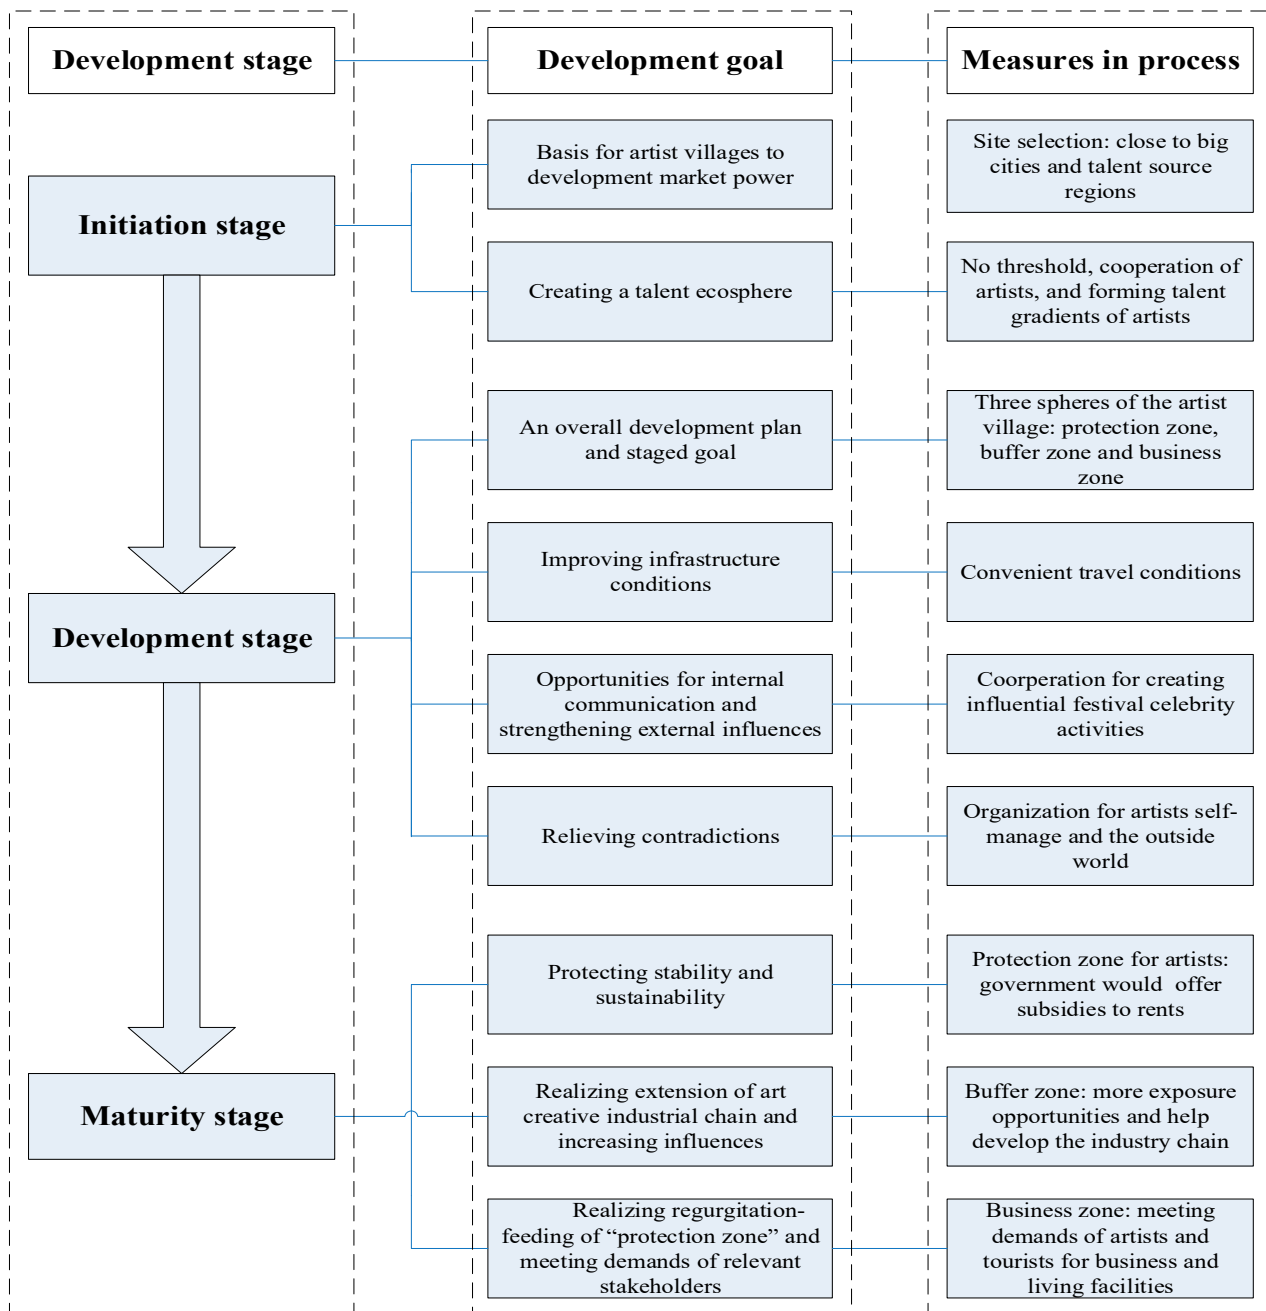 Development stage
Development goal
Measures in process
Initiation stage
Basis for artist villages to
development market power
Site selection: close to big
cities and talent source
regions
Creating a talent ecosphere
No threshold, cooperation of
artists, and forming talent
gradients of artists
Development stage
An overall development plan
and staged goal
Three spheres of the artist
village: protection zone,
buffer zone and business
zone
Improving infrastructure
conditions
Convenient travel conditions
Opportunities for internal
communication and
strengthening external influences
Coorperation for creating
influential festival celebrity
activities
Relieving contradictions
Organization for artists self-
manage and the outside
world
Maturity stage
Protecting stability and
sustainability
Protection zone for artists:
government would offer
subsidies to rents
Realizing extension of art
creative industrial chain and
increasing influences
Buffer zone: more exposure
opportunities and help
develop the industry chain
Realizing regurgitation-
feeding of “protection zone” and
meeting demands of relevant
stakeholders
Business zone: meeting
demands of artists and
tourists for business and
living facilities